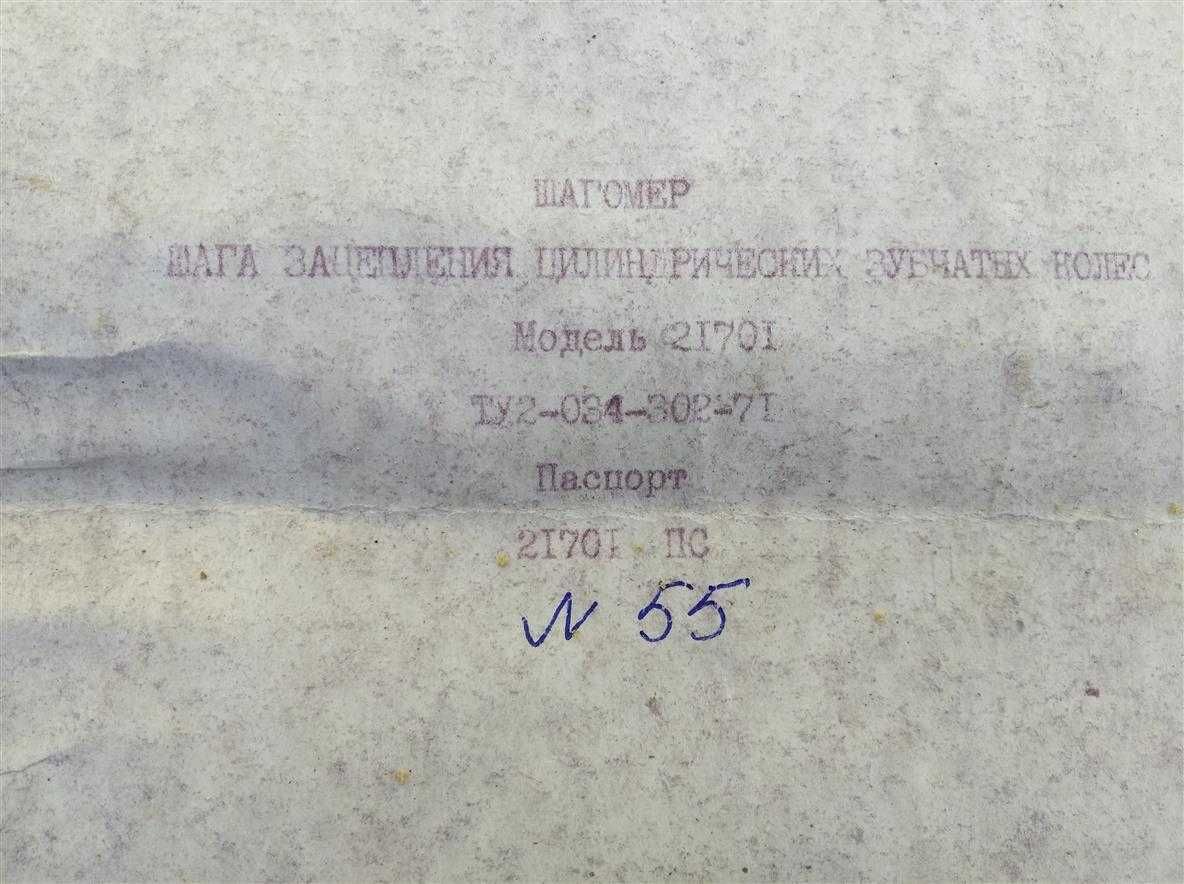 ШАГОМЕР
ШАГА ЗАЦЕПЛЕНИЯ ЦИЛИНДРИЧЕСКИХ ЗУБЧАТЫХ КОЛЕС
Модель 21701
ТУ2-034-302-71
Паспорт
21701 ПС
N 55